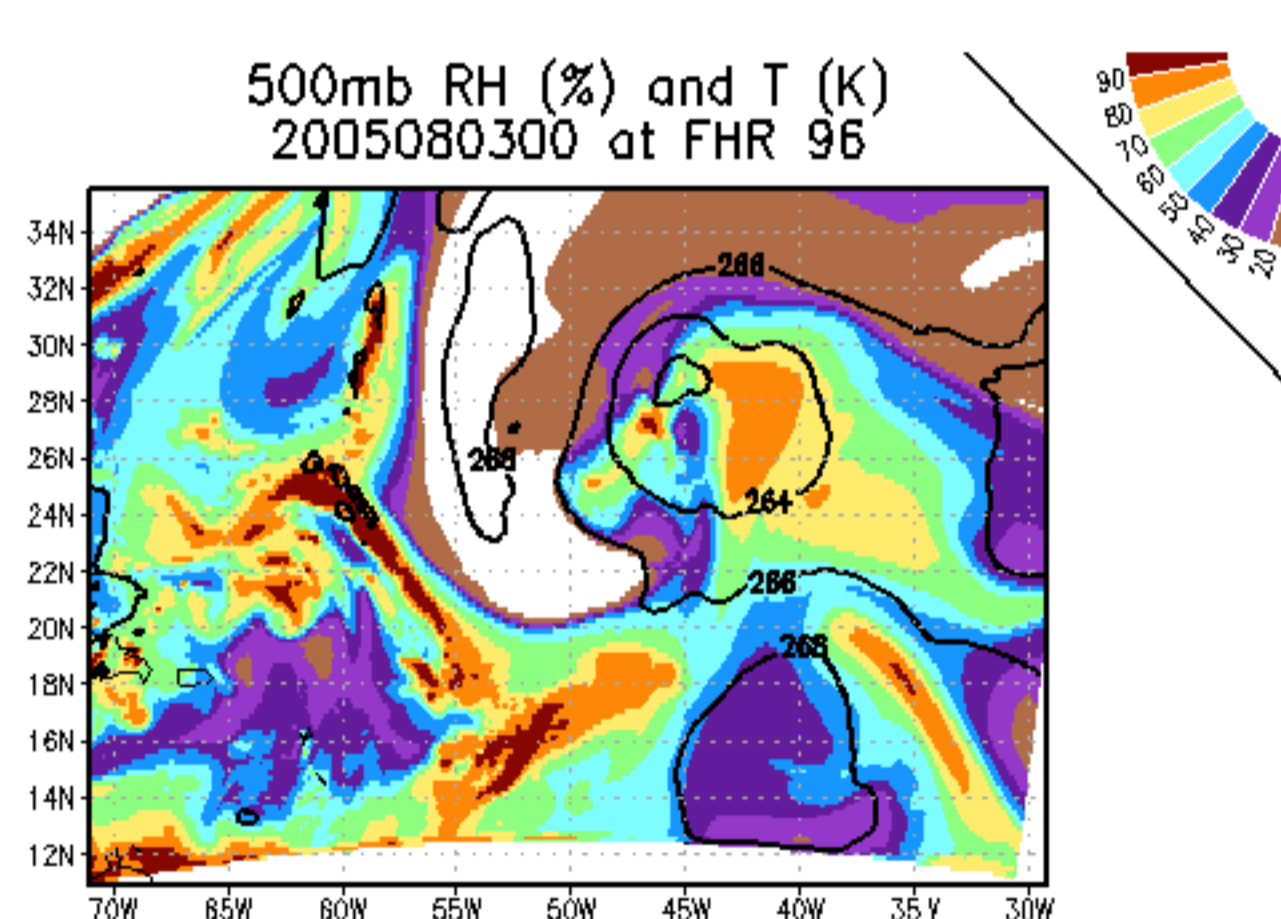 500mb RH (%) and T (K)
2005080300 at FHR 96
90
80
70
60
50
40
30
20
34N
32N
30N
28N
26N
24N
22N
20N
18N
16N
14N
12N
266
268
264
266
268
70W
65W
60W
55W
50W
45W
40W
35W
30W